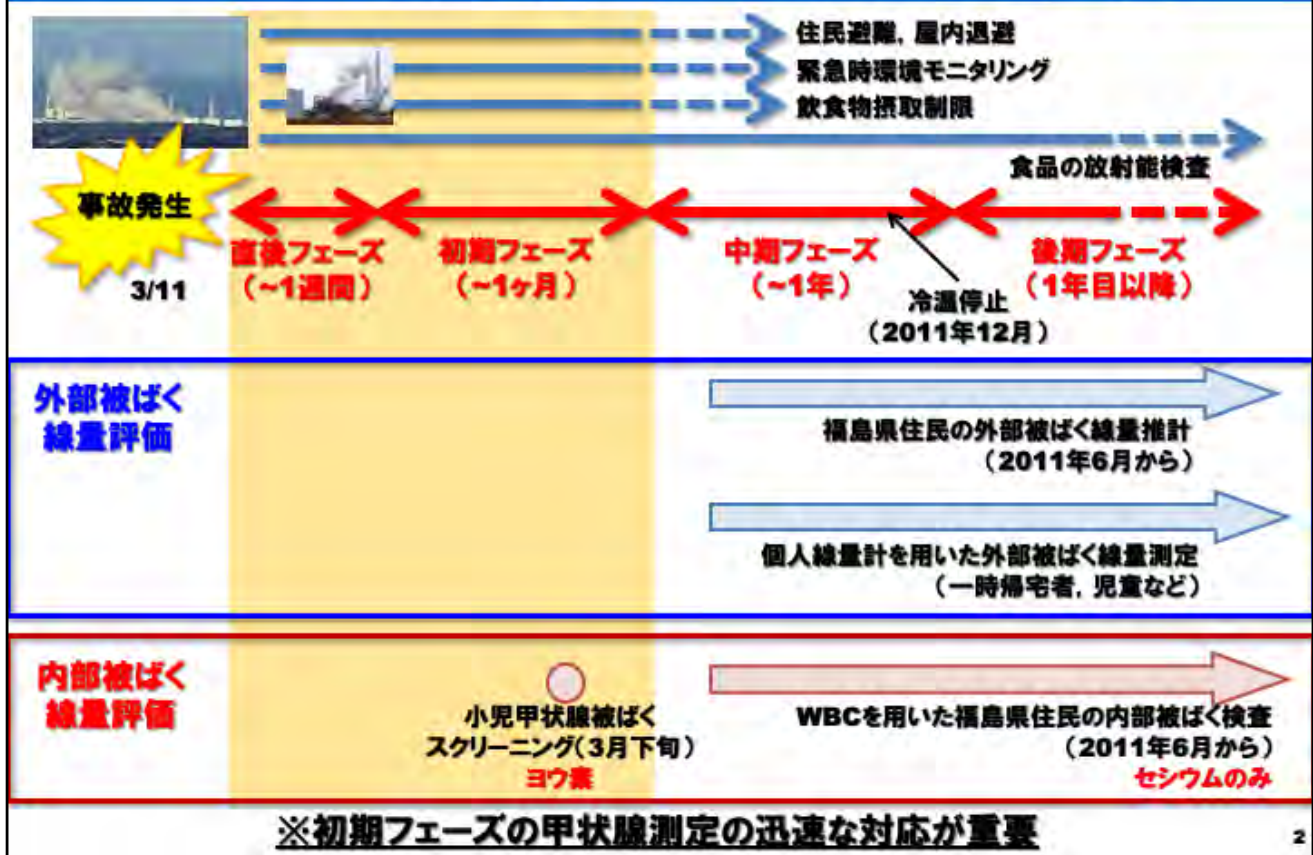 住民避難，屋内退避
緊急時環境モニタリング
飲食物摂取制限
食品の放射能検査
事故発生
3/11
直後フェーズ
（~1週間）
初期フェーズ
（~1ヶ月）
中期フェーズ
（~1年）
後期フェーズ
（1年目以降）
冷温停止
（2011年12月）
外部被ばく
線量評価
福島県住民の外部被ばく線量推計
（2011年6月から）
個人線量計を用いた外部被ばく線量測定
（一時帰宅者，児童など）
内部被ばく
線量評価
小児甲状腺被ばく
スクリーニング（3月下旬）
ヨウ素
WBCを用いた福島県住民の内部被ばく検査
（2011年6月から）
セシウムのみ
※初期フェーズの甲状腺測定の迅速な対応が重要
2